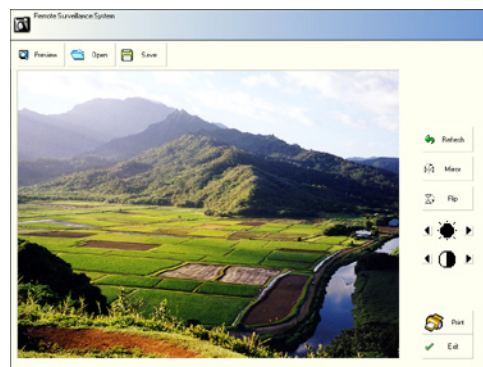 Remote Surveillance System
Preview Open Save
Refresh
Mirror
Flip
Print
Exit